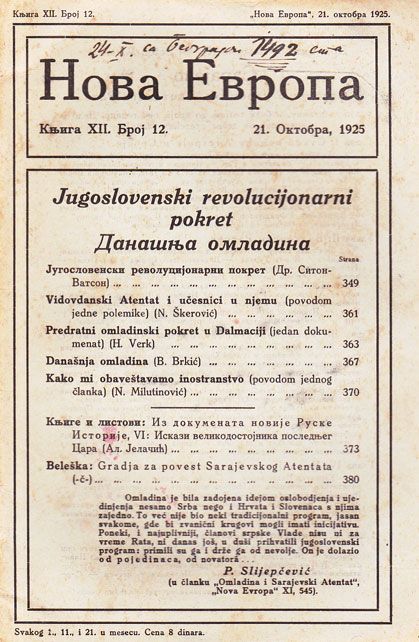 Књига XII. Број 12.
„Нова Европа“, 21. октобра 1925.
24-X. са 1492
Нова Европа
Књига XII. Број 12.
21. Октобра, 1925
Jugoslovenski revolucijonarni
pokret
Данашња омладина
Strana
Југословенски револуцијонарни покрет (Др. Ситон-
Ватсон) ... 349
Vidovdanski Atentat i učesnici u njemu (povodom
jedne polemike) (N. Škerović) ... 361
Predratni omladinski pokret u Dalmaciji (jedan doku-
menat) (H. Verk) ... 363
Današnja omladina (B. Brkić) ... 367
Kako mi obaveštavamo inostranstvo (povodom jednog
članka) (N. Milutinović) ... 370
Књиге и листови: Из докумената новије Руске
Историје, VI: Искази великодостојника последњег
Цара (Ал. Јелачић) ... 373
Beleška: Gradja za povest Sarajevskog Atentata
(-č-) ... 380
Omladina je bila zadojena idejom oslobodjenja i uje-
dinjenja nesamo Srba nego i Hrvata i Slovenaca s njima
zajedno. To već nije bio neki tradicijonalni program, jasan
svakome, gde bi zvanični krugovi mogli imati inicijativu.
Poneki, i najuplivniji, članovi srpske Vlade nisu ni za
vreme Rata, ni danas još, u duši prihvatili jugoslovenski
program: primili su ga i drže ga od nevolje. On je dolazio
od pojedinaca, od novatora...
P. Slijepčević
(u članku „Omladina i Sarajevski Atentat“,
„Nova Evropa“ XI, 545).
Svakog 1., 11., i 21. u mesecu. Cena 8 dinara.